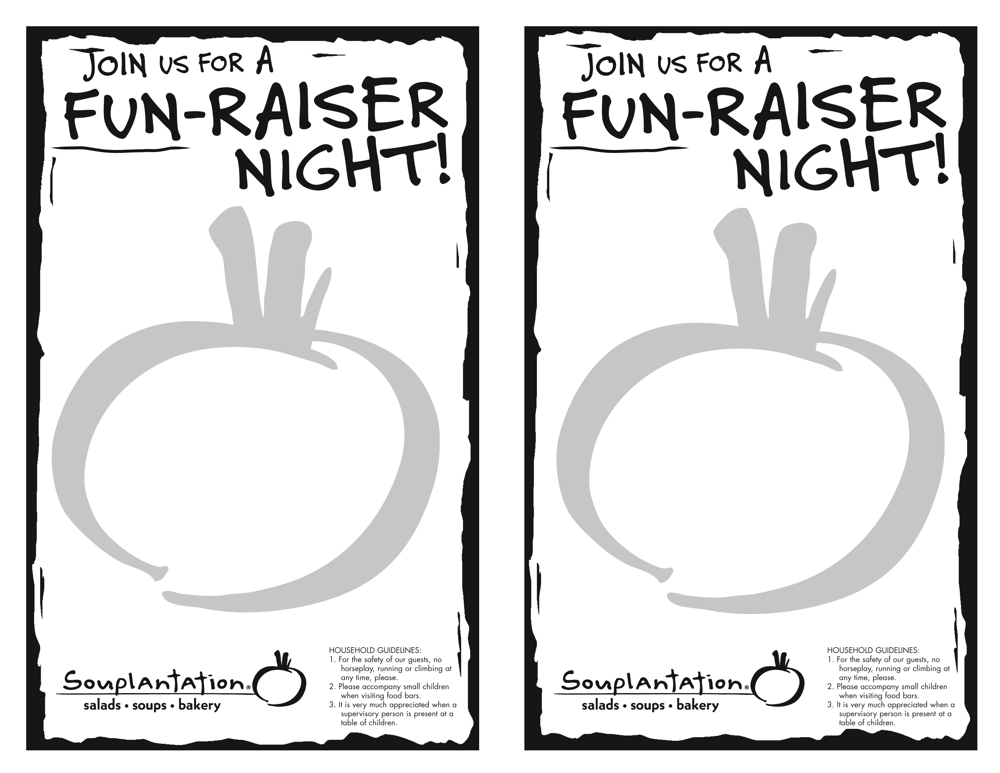 JOIN US FOR A
FUN-RAISER
NIGHT!
Souplantation®
salads • soups • bakery
HOUSEHOLD GUIDELINES:
1. For the safety of our guests, no
horseplay, running or climbing at
any time, please.
2. Please accompany small children
when visiting food bars.
3. It is very much appreciated when a
supervisory person is present at a
table of children.
JOIN US FOR A
FUN-RAISER
NIGHT!
Souplantation®
salads • soups • bakery
HOUSEHOLD GUIDELINES:
1. For the safety of our guests, no
horseplay, running or climbing at
any time, please.
2. Please accompany small children
when visiting food bars.
3. It is very much appreciated when a
supervisory person is present at a
table of children.